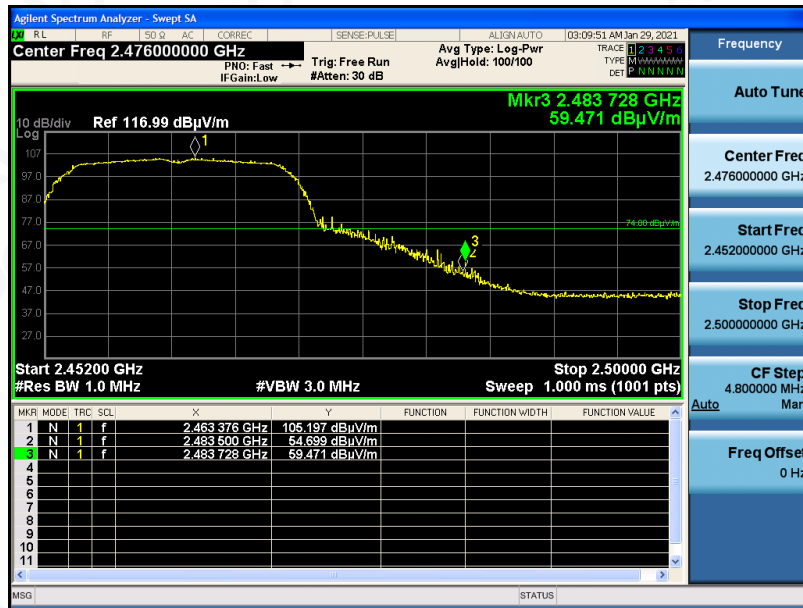 Agilent Spectrum Analyzer - Swept SA
LXI RL RF 50 Ω AC CORREC SENSE:PULSE ALIGN AUTO 03:09:51 AM Jan 29, 2021
Center Freq 2.476000000 GHz
PNO: Fast
IFGain:Low
Trig: Free Run
#Atten: 30 dB
Avg Type: Log-Pwr
Avg|Hold: 100/100
TRACE 1 2 3 4 5 6
TYPE M W W W W W
DET P N N N N N
Mkr3 2.483 728 GHz
59.471 dBµV/m
10 dB/div Ref 116.99 dBµV/m
Log
1
107
97.0
87.0
77.0
74.00 dBµV/m
67.0
3
2
57.0
47.0
37.0
27.0
Start 2.45200 GHz Stop 2.50000 GHz
#Res BW 1.0 MHz #VBW 3.0 MHz Sweep 1.000 ms (1001 pts)
MKR MODE TRC SCL X Y FUNCTION FUNCTION WIDTH FUNCTION VALUE
1 N 1 f 2.463 376 GHz 105.197 dBµV/m
2 N 1 f 2.483 500 GHz 54.699 dBµV/m
3 N 1 f 2.483 728 GHz 59.471 dBµV/m
4
5
6
7
8
9
10
11
MSG STATUS
Frequency
Auto Tune
Center Freq
2.476000000 GHz
Start Freq
2.452000000 GHz
Stop Freq
2.500000000 GHz
CF Step
4.800000 MHz
Auto Man
Freq Offset
0 Hz